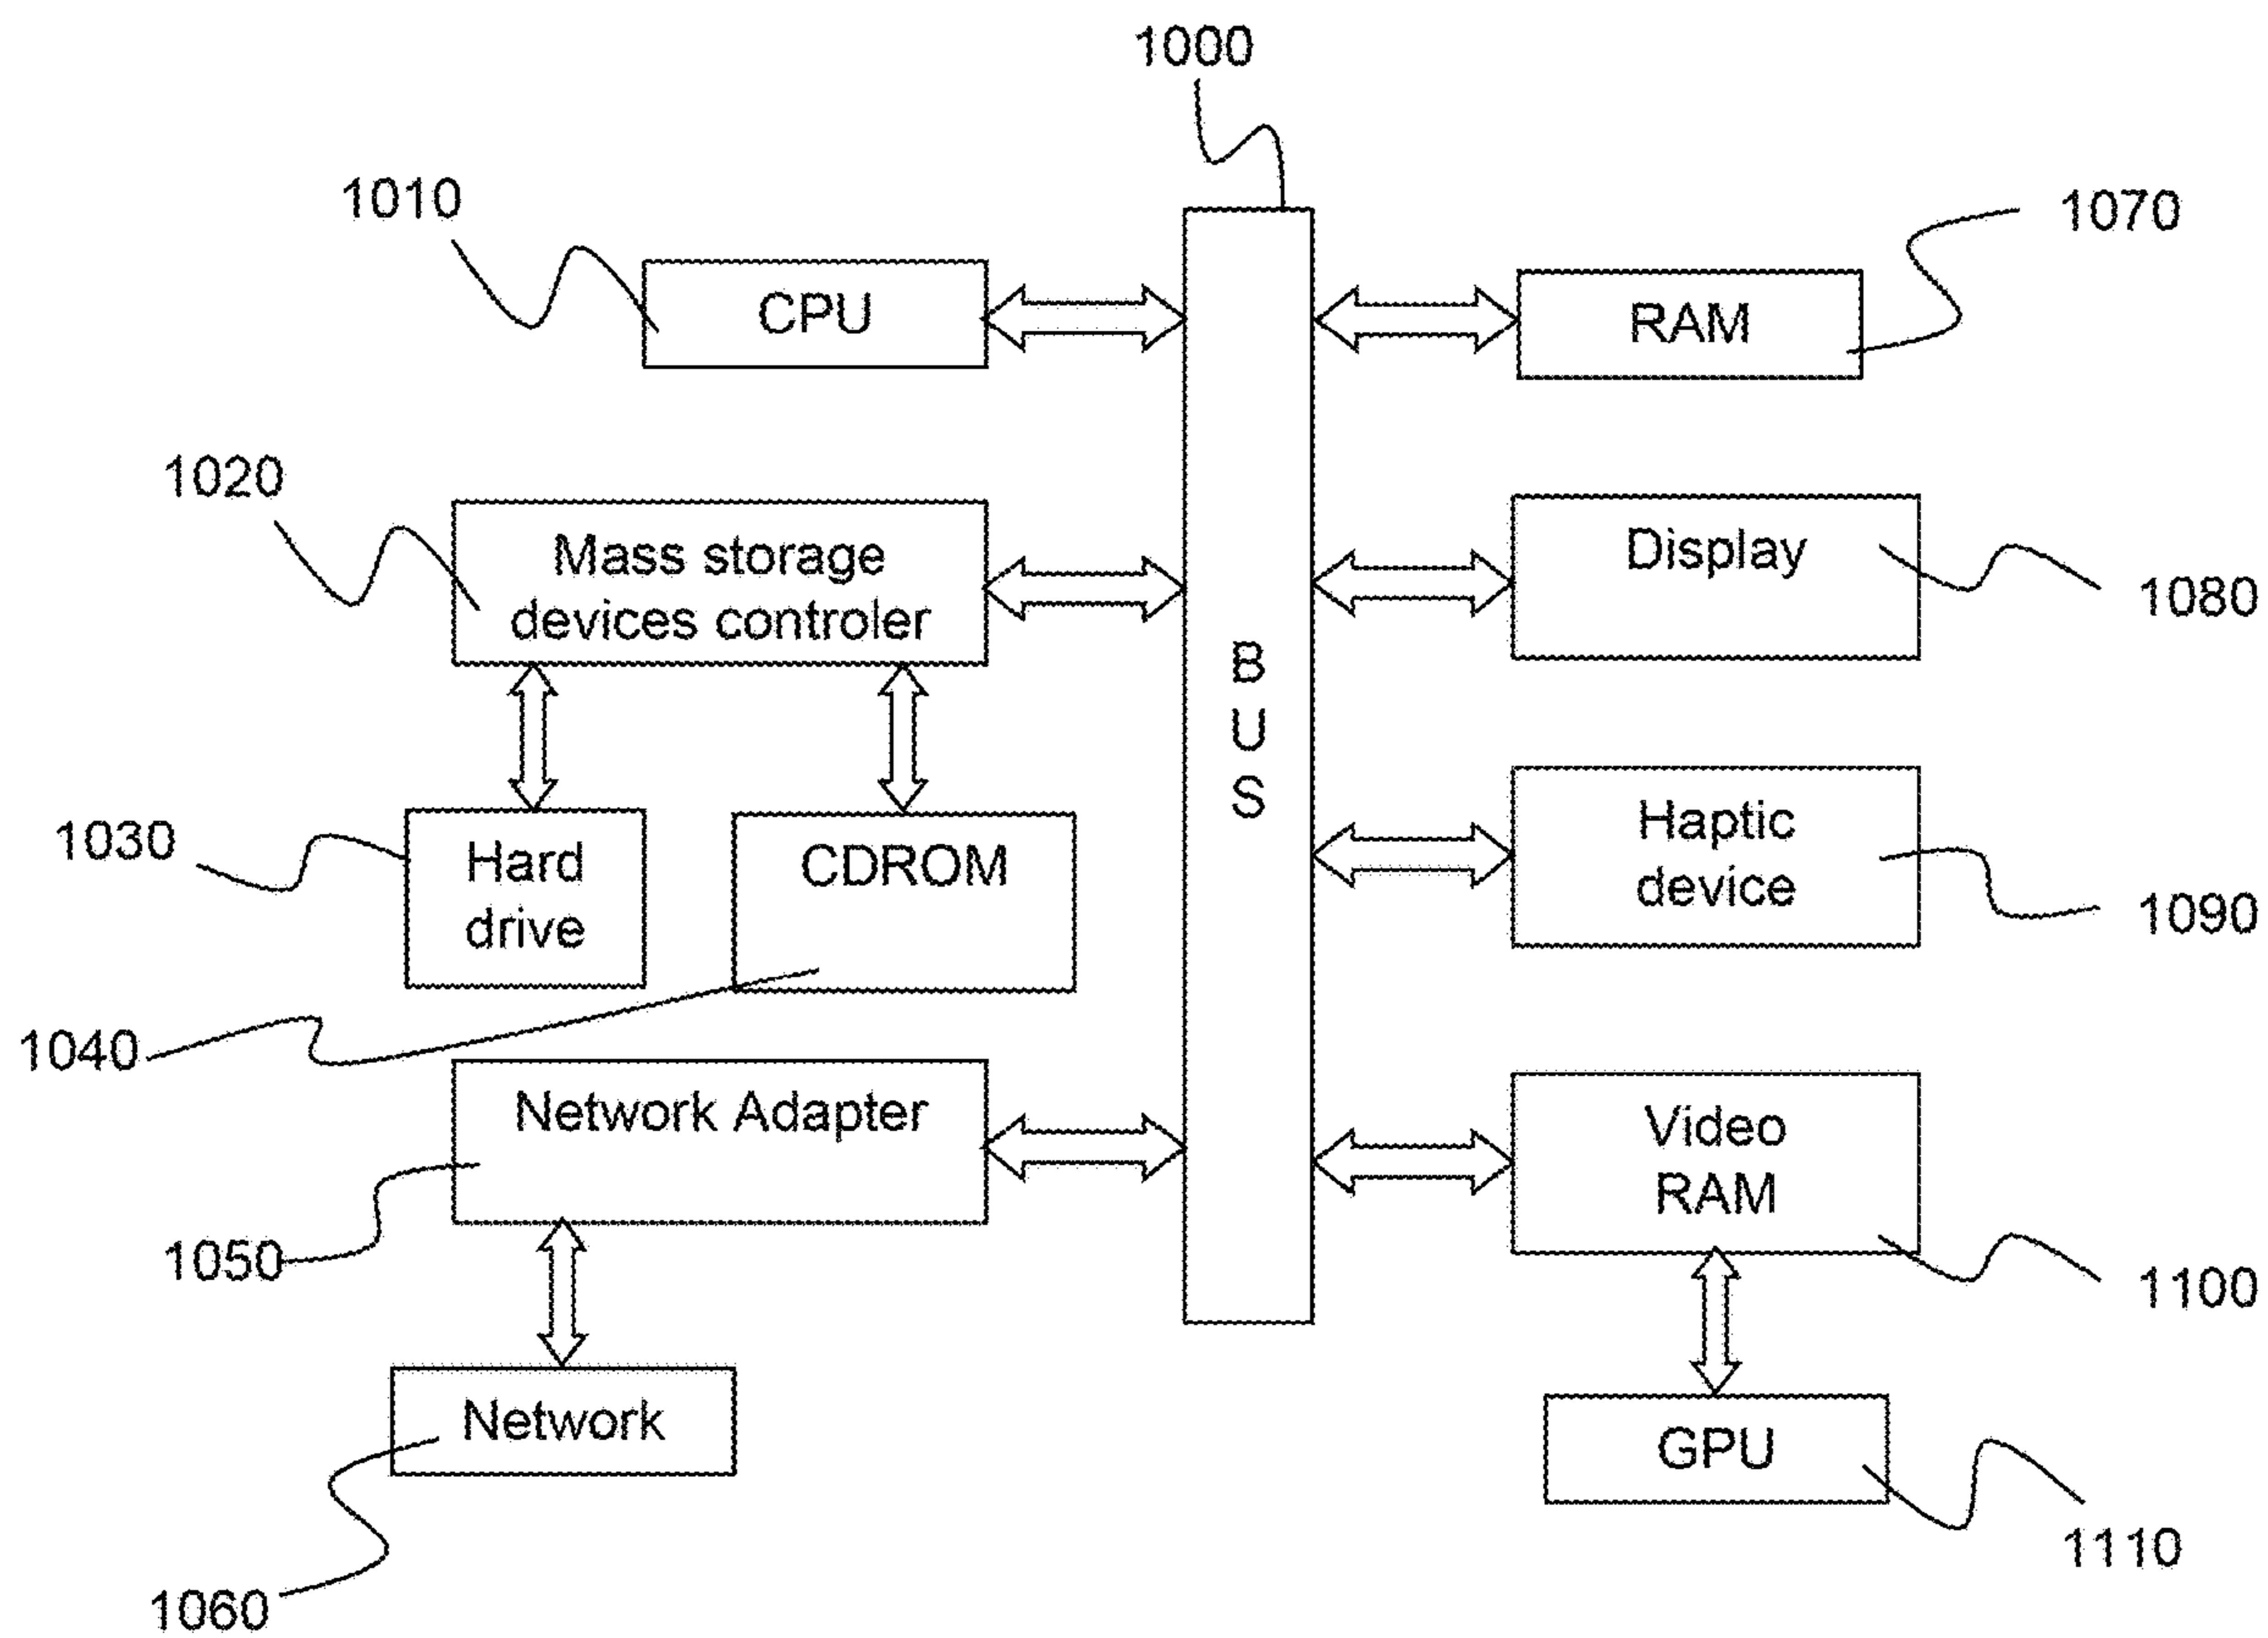 1000
1010
CPU
1070
RAM
1020
Mass storage
devices controler
Display
1080
B
U
S
1030
Hard
drive
CDROM
Haptic
device
1090
1040
Network Adapter
1050
Video
RAM
1100
Network
1060
GPU
1110